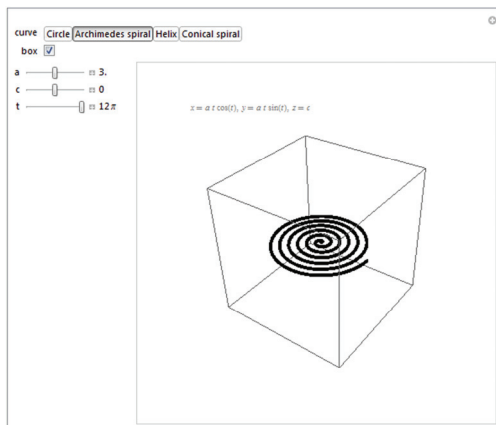 curve Circle Archimedes spiral Helix Conical spiral
box
a 3.
c 0
t 12 π
x = a t cos(t), y = a t sin(t), z = c